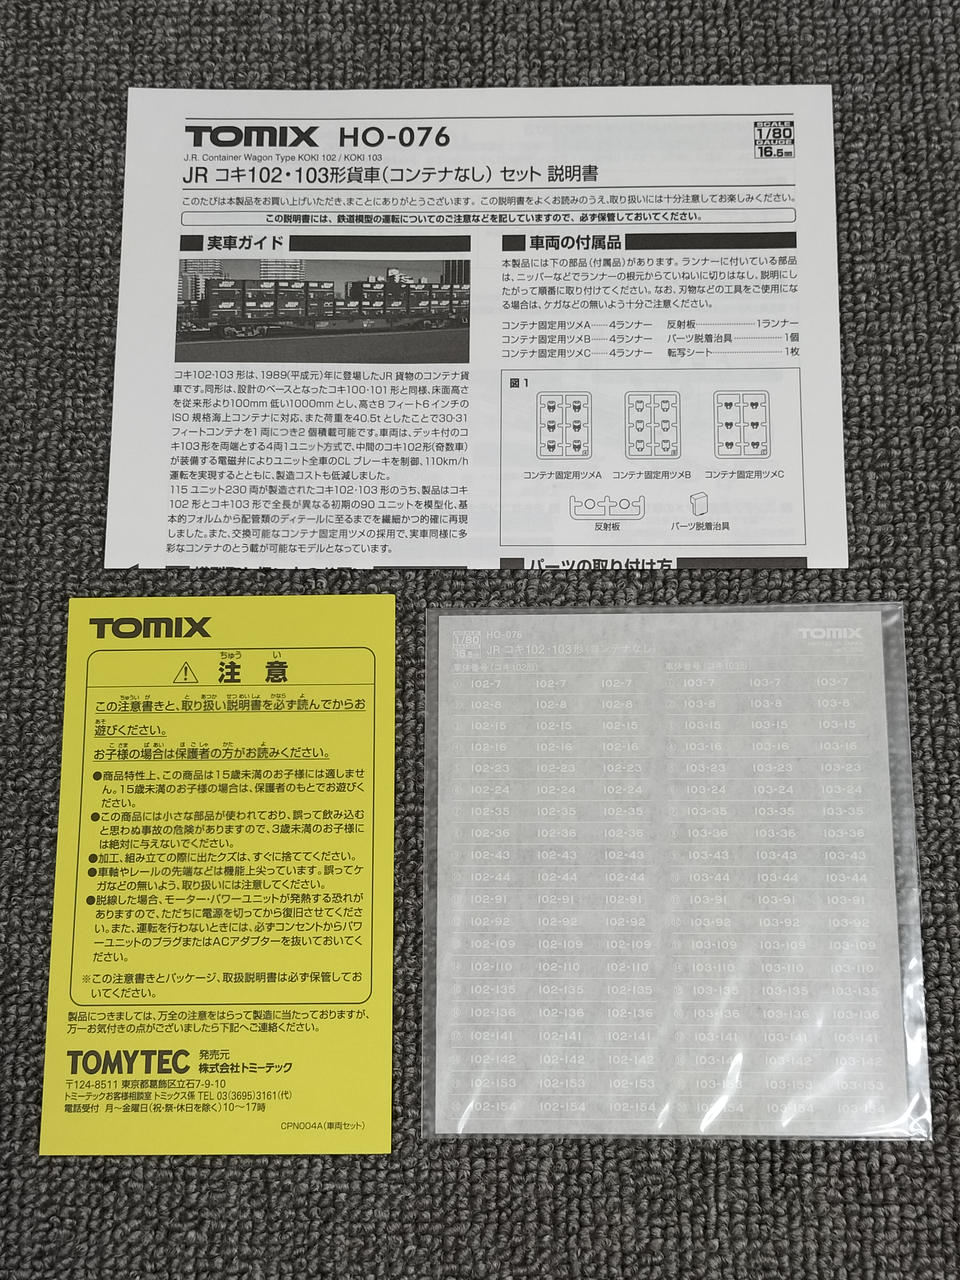 TOMIX HO-076
SCALE
1/80
GAUGE
16.5mm
J.R. Container Wagon Type KOKI 102 / KOKI 103
JR コキ102・103形貨車(コンテナなし) セット 説明書
このたびは本製品をお買い上げいただき、まことにありがとうございます。この説明書をよくお読みのうえ、取り扱いには十分注意してお楽しみください。
この説明書には、鉄道模型の運転についてのご注意などを記していますので、必ず保管しておいてください。
実車ガイド
コキ102・103形は、1989(平成元)年に登場したJR貨物のコンテナ貨
車です。同形は、設計のベースとなったコキ100・101形と同様、床面高さ
を従来形より100mm低い1000mmとし、高さ8フィート6インチの
ISO規格海上コンテナに対応、また荷重を40.5tとしたことで30・31
フィートコンテナを1両につき2個積載可能です。車両は、デッキ付のコ
キ103形を両端とする4両1ユニット方式で、中間のコキ102形(奇数車)
が装備する電磁弁によりユニット全車のCLブレーキを制御、110km/h
運転を実現するとともに、製造コストも低減しました。
115ユニット230両が製造されたコキ102・103形のうち、製品はコキ
102形とコキ103形で全長が異なる初期の90ユニットを模型化、基
本的フォルムから配管類のディテールに至るまでを繊細かつ的確に再現
しました。また、交換可能なコンテナ固定用ツメの採用で、実車同様に多
彩なコンテナのとう載が可能なモデルとなっています。
車両の付属品
本製品には下の部品(付属品)があります。ランナーに付いている部品
は、ニッパーなどでランナーの根元からていねいに切りはなし、説明にし
たがって順番に取り付けてください。なお、刃物などの工具をご使用にな
る場合は、ケガなどの無いよう十分ご注意ください。
コンテナ固定用ツメA……4ランナー 反射板……………………1ランナー
コンテナ固定用ツメB……4ランナー パーツ脱着治具……………1個
コンテナ固定用ツメC……4ランナー 転写シート…………………1枚
図1
コンテナ固定用ツメA コンテナ固定用ツメB コンテナ固定用ツメC
反射板 パーツ脱着治具
パーツの取り付け方
TOMIX
ちゅう い
注 意
この注意書きと、取り扱い説明書を必ず読んでからお
遊びください。
お子様の場合は保護者の方がお読みください。
●商品特性上、この商品は15歳未満のお子様には適しませ
ん。15歳未満のお子様の場合は、保護者のもとでお遊びく
ださい。
●この商品には小さな部品が使われており、誤って飲み込む
と思わぬ事故の危険がありますので、3歳未満のお子様に
は絶対に与えないでください。
●加工、組み立ての際に出たクズは、すぐに捨ててください。
●車軸やレールの先端などは機能上尖っています。誤ってケ
ガなどの無いよう、取り扱いには注意してください。
●脱線した場合、モーター・パワーユニットが発熱する恐れが
ありますので、ただちに電源を切ってから復旧させてくださ
い。また、運転を行わないときには、必ずコンセントからパワ
ーユニットのプラグまたはACアダプターを抜いておいてく
ださい。
※この注意書きとパッケージ、取扱説明書は必ず保管してお
いてください。
製品につきましては、万全の注意をはらって製造に当たっておりますが、
万一お気付きの点がございましたら下記へご連絡ください。
TOMYTEC 発売元
株式会社トミーテック
〒124-8511 東京都葛飾区立石7-9-10
トミーテックお客様相談室 トミックス係 TEL 03(3695)3161(代)
電話受付 月〜金曜日(祝・祭・休日を除く)10〜17時
CPN004A(車両セット)
1/80
16.5
HO-076
JR コキ102・103形(コンテナなし)
TOMIX
車体番号(コキ102形) 車体番号(コキ103形)
102-7 102-7 102-7 103-7 103-7 103-7
102-8 102-8 102-8 103-8 103-8 103-8
102-15 102-15 102-15 103-15 103-15 103-15
102-16 102-16 102-16 103-16 103-16 103-16
102-23 102-23 102-23 103-23 103-23 103-23
102-24 102-24 102-24 103-24 103-24 103-24
102-35 102-35 102-35 103-35 103-35 103-35
102-36 102-36 102-36 103-36 103-36 103-36
102-43 102-43 102-43 103-43 103-43 103-43
102-44 102-44 102-44 103-44 103-44 103-44
102-91 102-91 102-91 103-91 103-91 103-91
102-92 102-92 102-92 103-92 103-92 103-92
102-109 102-109 102-109 103-109 103-109 103-109
102-110 102-110 102-110 103-110 103-110 103-110
102-135 102-135 102-135 103-135 103-135 103-135
102-136 102-136 102-136 103-136 103-136 103-136
102-141 102-141 102-141 103-141 103-141 103-141
102-142 102-142 102-142 103-142 103-142 103-142
102-153 102-153 102-153 103-153 103-153 103-153
102-154 102-154 102-154 103-154 103-154 103-154